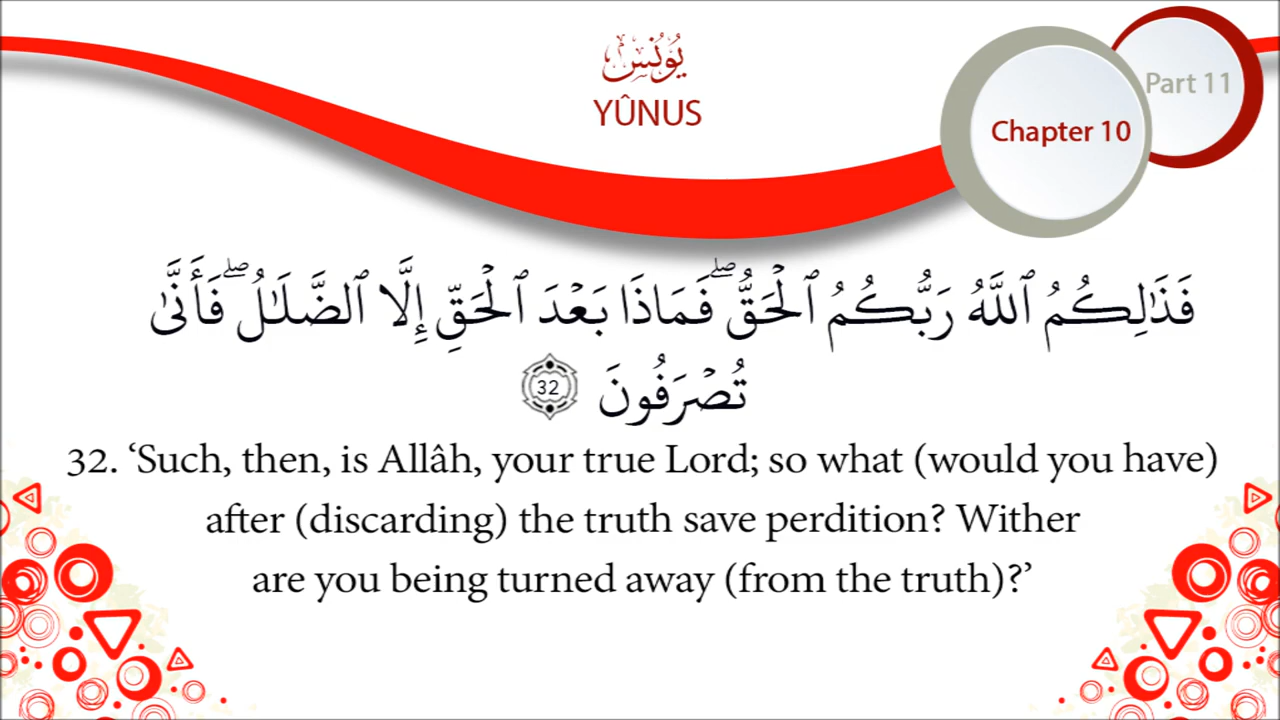 يُونُس
YÛNUS
Part 11
Chapter 10
فَذَٰلِكُمُ ٱللَّهُ رَبُّكُمُ ٱلْحَقُّ ۖ فَمَاذَا بَعْدَ ٱلْحَقِّ إِلَّا ٱلضَّلَٰلُ ۖ فَأَنَّىٰ
تُصْرَفُونَ 32
32. ‘Such, then, is Allâh, your true Lord; so what (would you have)
after (discarding) the truth save perdition? Wither
are you being turned away (from the truth)?’